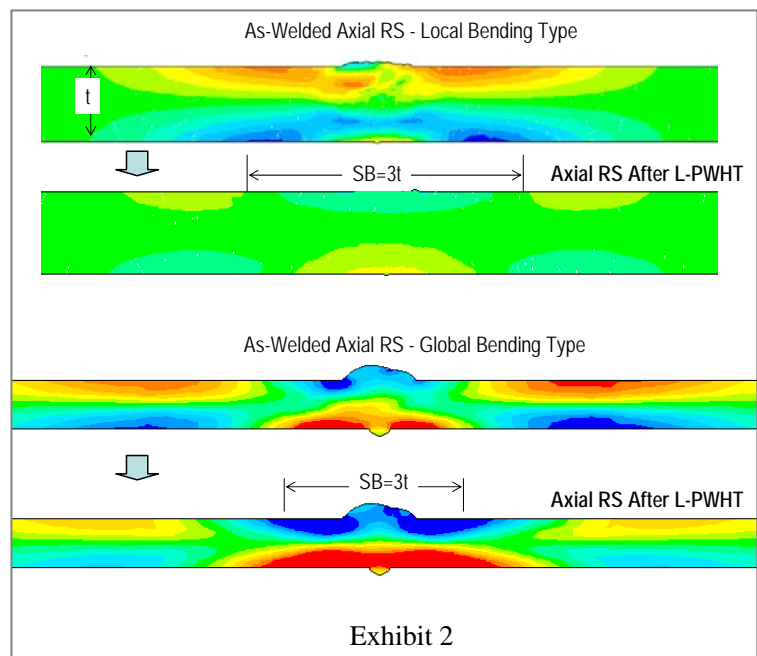 As-Welded Axial RS - Local Bending Type
t
SB=3t
Axial RS After L-PWHT
As-Welded Axial RS - Global Bending Type
SB=3t
Axial RS After L-PWHT
Exhibit 2